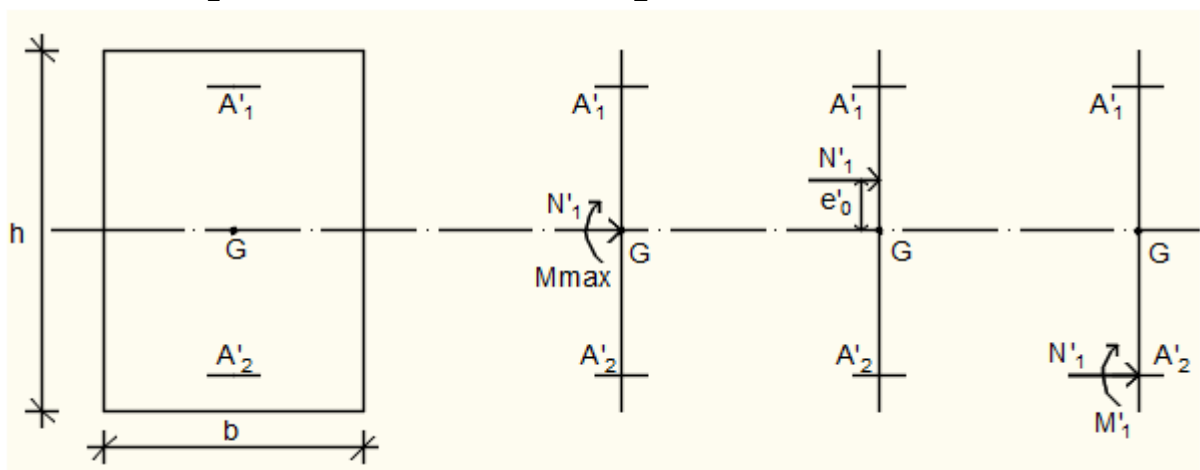 A'₁ A'₁ A'₁ A'₁
N'₁
e'₀
N'₁
h G G G G
Mmax
A'₂ A'₂ A'₂ N'₁ A'₂
M'₁
b